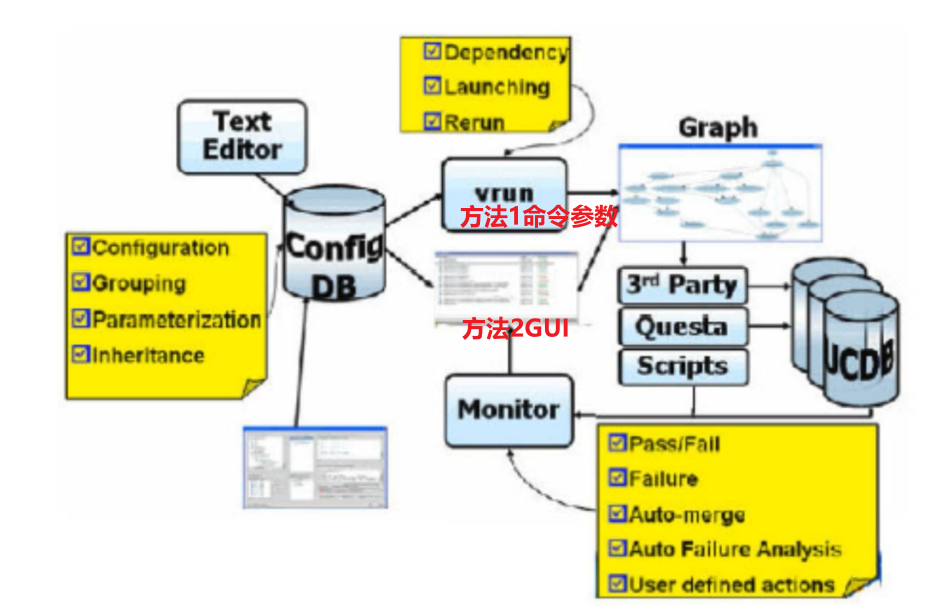 Dependency
Launching
Rerun
Text
Editor
Graph
vrun
方法1命令参数
Config
DB
Configuration
Grouping
Parameterization
Inheritance
方法2GUI
3rd Party
Questa
Scripts
UCDB
Monitor
Pass/Fail
Failure
Auto-merge
Auto Failure Analysis
User defined actions